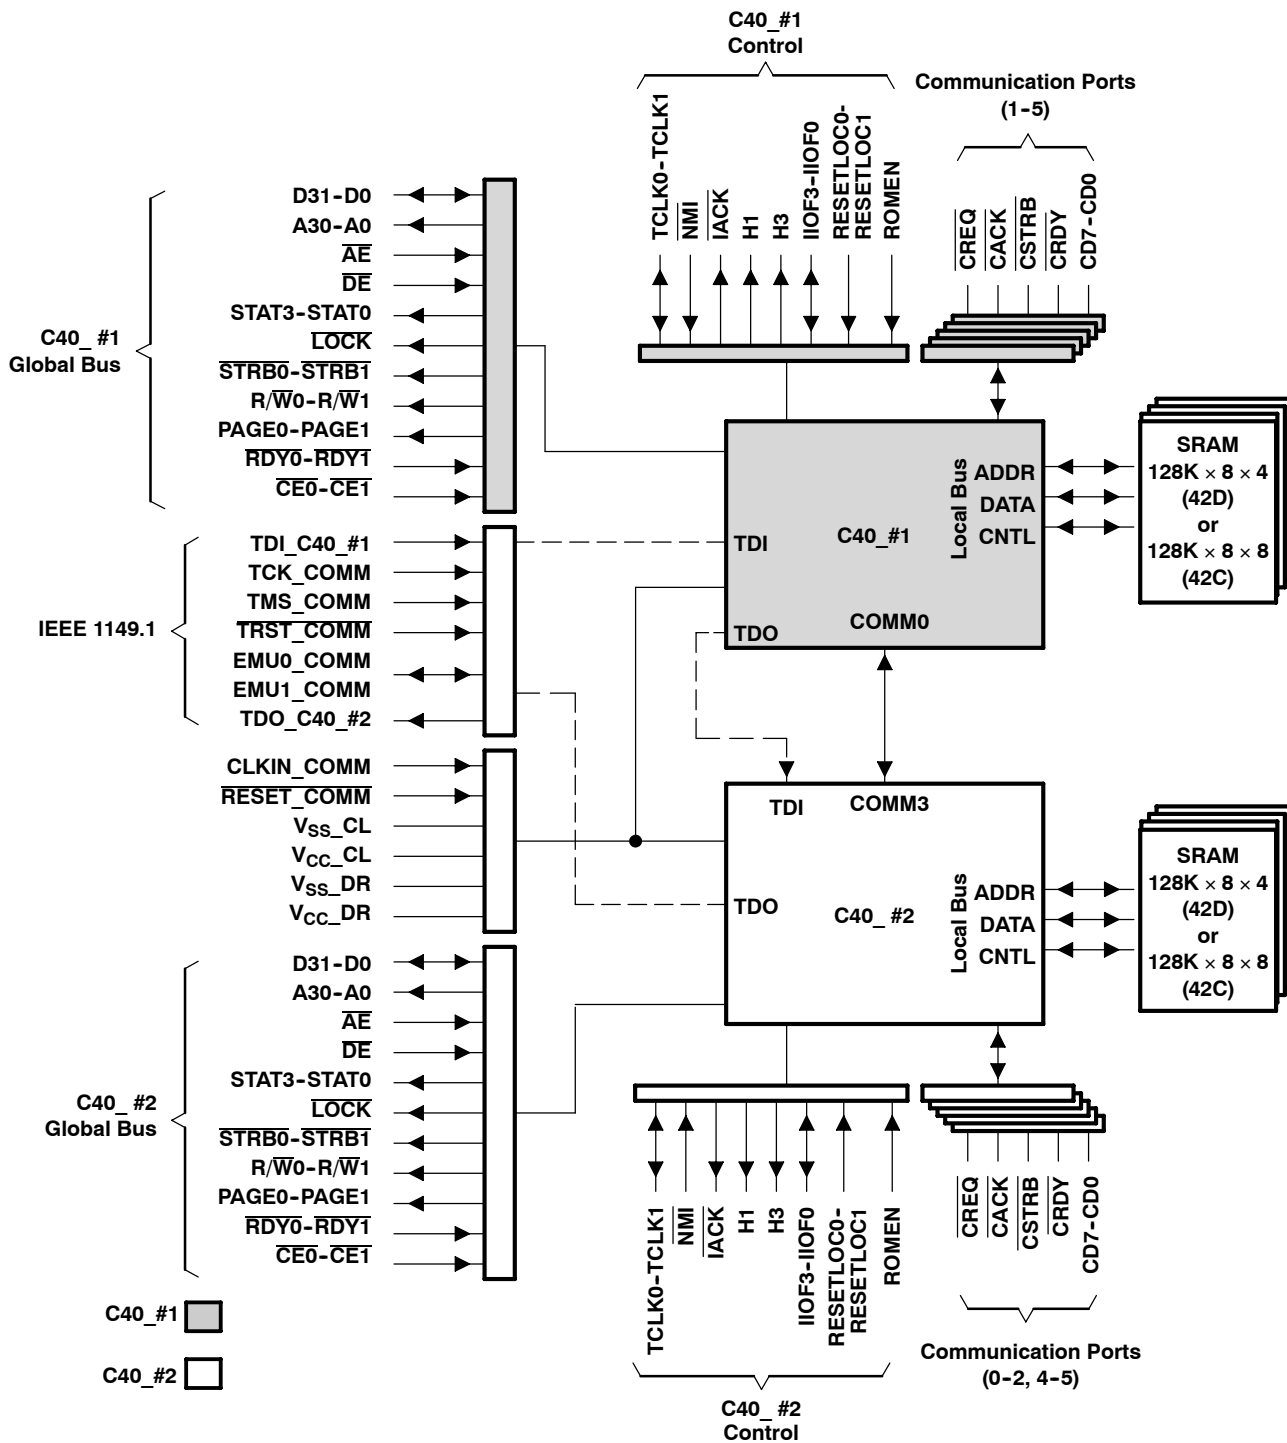 C40_#1
Control
Communication Ports
(1-5)
TCLK0-TCLK1
NMI
IACK
H1
H3
IIOF3-IIOF0
RESETLOC0-
RESETLOC1
ROMEN
CREQ
CACK
CSTRB
CRDY
CD7-CD0
C40_ #1
Global Bus
D31-D0
A30-A0
AE
DE
STAT3-STAT0
LOCK
STRB0-STRB1
R/W0-R/W1
PAGE0-PAGE1
RDY0-RDY1
CE0-CE1
IEEE 1149.1
TDI_C40_#1
TCK_COMM
TMS_COMM
TRST_COMM
EMU0_COMM
EMU1_COMM
TDO_C40_#2
TDI
C40_#1
TDO
COMM0
Local Bus
ADDR
DATA
CNTL
SRAM
128K × 8 × 4
(42D)
or
128K × 8 × 8
(42C)
CLKIN_COMM
RESET_COMM
VSS_CL
VCC_CL
VSS_DR
VCC_DR
TDI
COMM3
TDO
C40_ #2
Local Bus
ADDR
DATA
CNTL
SRAM
128K × 8 × 4
(42D)
or
128K × 8 × 8
(42C)
C40_ #2
Global Bus
D31-D0
A30-A0
AE
DE
STAT3-STAT0
LOCK
STRB0-STRB1
R/W0-R/W1
PAGE0-PAGE1
RDY0-RDY1
CE0-CE1
TCLK0-TCLK1
NMI
IACK
H1
H3
IIOF3-IIOF0
RESETLOC0-
RESETLOC1
ROMEN
CREQ
CACK
CSTRB
CRDY
CD7-CD0
C40_#1
C40_#2
Communication Ports
(0-2, 4-5)
C40_ #2
Control